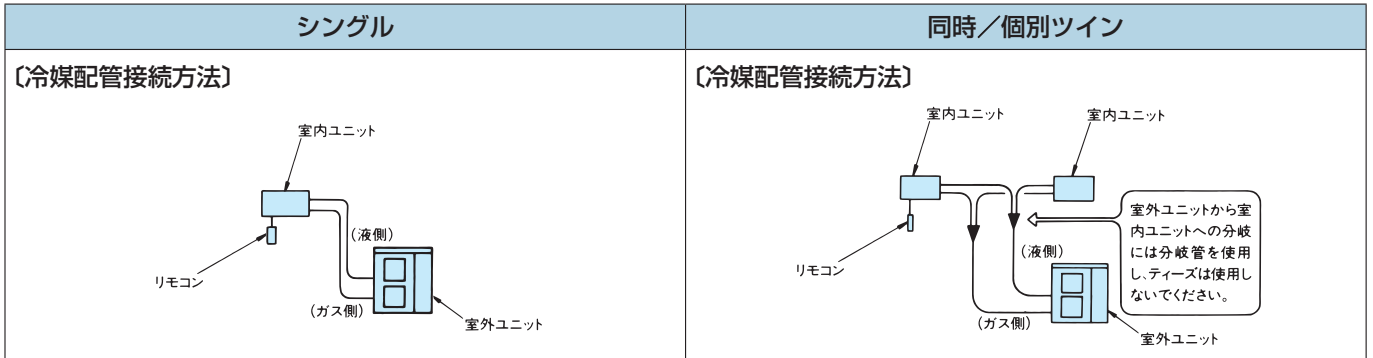 シングル
同時／個別ツイン
〔冷媒配管接続方法〕
室内ユニット
(液側)
リモコン
(ガス側)
室外ユニット
〔冷媒配管接続方法〕
室内ユニット
室内ユニット
室外ユニットから室
内ユニットへの分岐
には分岐管を使用
し、ティーズは使用し
ないでください。
(液側)
リモコン
(ガス側)
室外ユニット